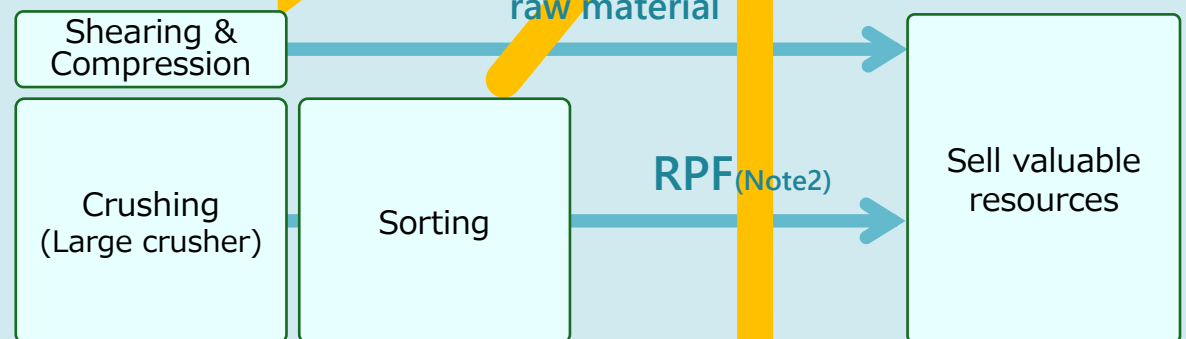 raw material
Shearing &
Compression
Crushing
(Large crusher)
Sorting
RPF(Note2)
Sell valuable
resources